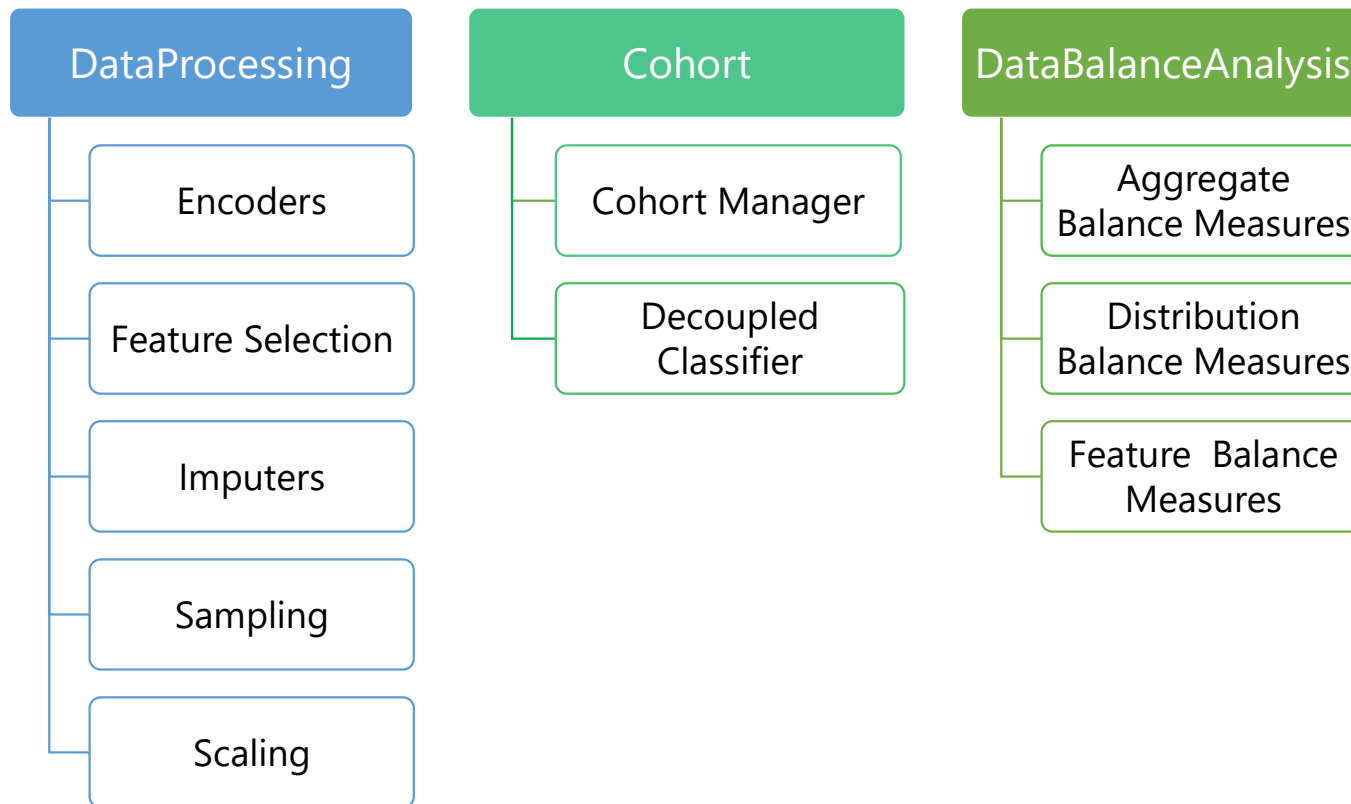 DataProcessing
Encoders
Feature Selection
Imputers
Sampling
Scaling
Cohort
Cohort Manager
Decoupled
Classifier
DataBalanceAnalysis
Aggregate
Balance Measures
Distribution
Balance Measures
Feature  Balance
Measures